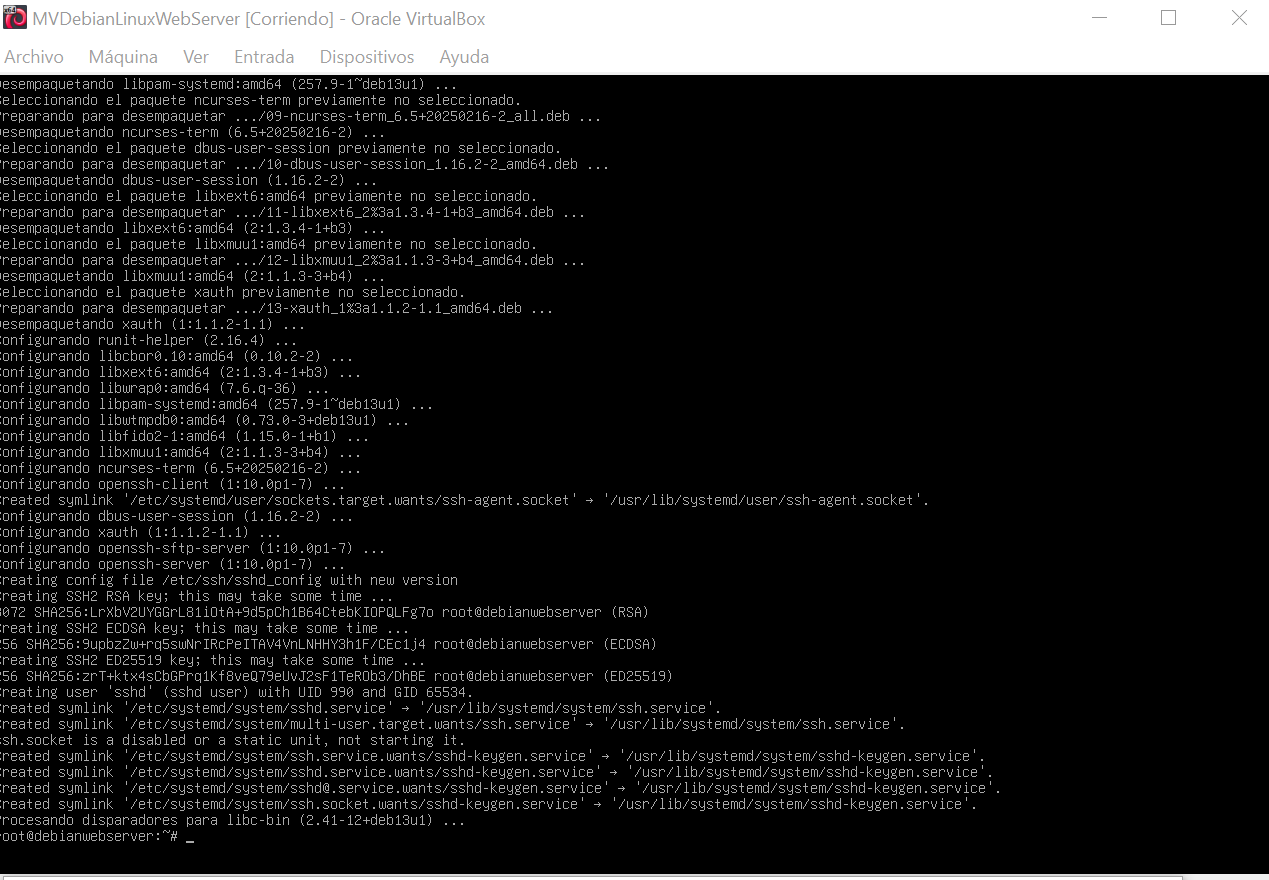 MVDebianLinuxWebServer [Corriendo] - Oracle VirtualBox
Archivo Máquina Ver Entrada Dispositivos Ayuda
Desempaquetando libpam-systemd:amd64 (257.9-1~deb13u1) ...
Seleccionando el paquete ncurses-term previamente no seleccionado.
Preparando para desempaquetar .../09-ncurses-term_6.5+20250216-2_all.deb ...
Desempaquetando ncurses-term (6.5+20250216-2) ...
Seleccionando el paquete dbus-user-session previamente no seleccionado.
Preparando para desempaquetar .../10-dbus-user-session_1.16.2-2_amd64.deb ...
Desempaquetando dbus-user-session (1.16.2-2) ...
Seleccionando el paquete libxext6:amd64 previamente no seleccionado.
Preparando para desempaquetar .../11-libxext6_2%3a1.3.4-1+b3_amd64.deb ...
Desempaquetando libxext6:amd64 (2:1.3.4-1+b3) ...
Seleccionando el paquete libxmuu1:amd64 previamente no seleccionado.
Preparando para desempaquetar .../12-libxmuu1_2%3a1.1.3-3+b4_amd64.deb ...
Desempaquetando libxmuu1:amd64 (2:1.1.3-3+b4) ...
Seleccionando el paquete xauth previamente no seleccionado.
Preparando para desempaquetar .../13-xauth_1%3a1.1.2-1.1_amd64.deb ...
Desempaquetando xauth (1:1.1.2-1.1) ...
Configurando runit-helper (2.16.4) ...
Configurando libcbor0.10:amd64 (0.10.2-2) ...
Configurando libxext6:amd64 (2:1.3.4-1+b3) ...
Configurando libwrap0:amd64 (7.6.q-36) ...
Configurando libpam-systemd:amd64 (257.9-1~deb13u1) ...
Configurando libwtmpdb0:amd64 (0.73.0-3+deb13u1) ...
Configurando libfido2-1:amd64 (1.15.0-1+b1) ...
Configurando libxmuu1:amd64 (2:1.1.3-3+b4) ...
Configurando ncurses-term (6.5+20250216-2) ...
Configurando openssh-client (1:10.0p1-7) ...
Created symlink '/etc/systemd/user/sockets.target.wants/ssh-agent.socket' → '/usr/lib/systemd/user/ssh-agent.socket'.
Configurando dbus-user-session (1.16.2-2) ...
Configurando xauth (1:1.1.2-1.1) ...
Configurando openssh-sftp-server (1:10.0p1-7) ...
Configurando openssh-server (1:10.0p1-7) ...
Creating config file /etc/ssh/sshd_config with new version
Creating SSH2 RSA key; this may take some time ...
3072 SHA256:LrXbV2UYGGrL81iOtA+9d5pCh1B64CtebKIOPQLFg7o root@debianwebserver (RSA)
Creating SSH2 ECDSA key; this may take some time ...
256 SHA256:9upbzZw+rq5swNrIRcPeITAV4VnLNHHY3h1F/CEc1j4 root@debianwebserver (ECDSA)
Creating SSH2 ED25519 key; this may take some time ...
256 SHA256:zrT+ktx4sCbGPrq1Kf8veQ79eUvJ2sF1TeROb3/DhBE root@debianwebserver (ED25519)
Creating user 'sshd' (sshd user) with UID 990 and GID 65534.
Created symlink '/etc/systemd/system/sshd.service' → '/usr/lib/systemd/system/ssh.service'.
Created symlink '/etc/systemd/system/multi-user.target.wants/ssh.service' → '/usr/lib/systemd/system/ssh.service'.
ssh.socket is a disabled or a static unit, not starting it.
Created symlink '/etc/systemd/system/ssh.service.wants/sshd-keygen.service' → '/usr/lib/systemd/system/sshd-keygen.service'.
Created symlink '/etc/systemd/system/sshd.service.wants/sshd-keygen.service' → '/usr/lib/systemd/system/sshd-keygen.service'.
Created symlink '/etc/systemd/system/sshd@.service.wants/sshd-keygen.service' → '/usr/lib/systemd/system/sshd-keygen.service'.
Created symlink '/etc/systemd/system/ssh.socket.wants/sshd-keygen.service' → '/usr/lib/systemd/system/sshd-keygen.service'.
Procesando disparadores para libc-bin (2.41-12+deb13u1) ...
root@debianwebserver:~# _